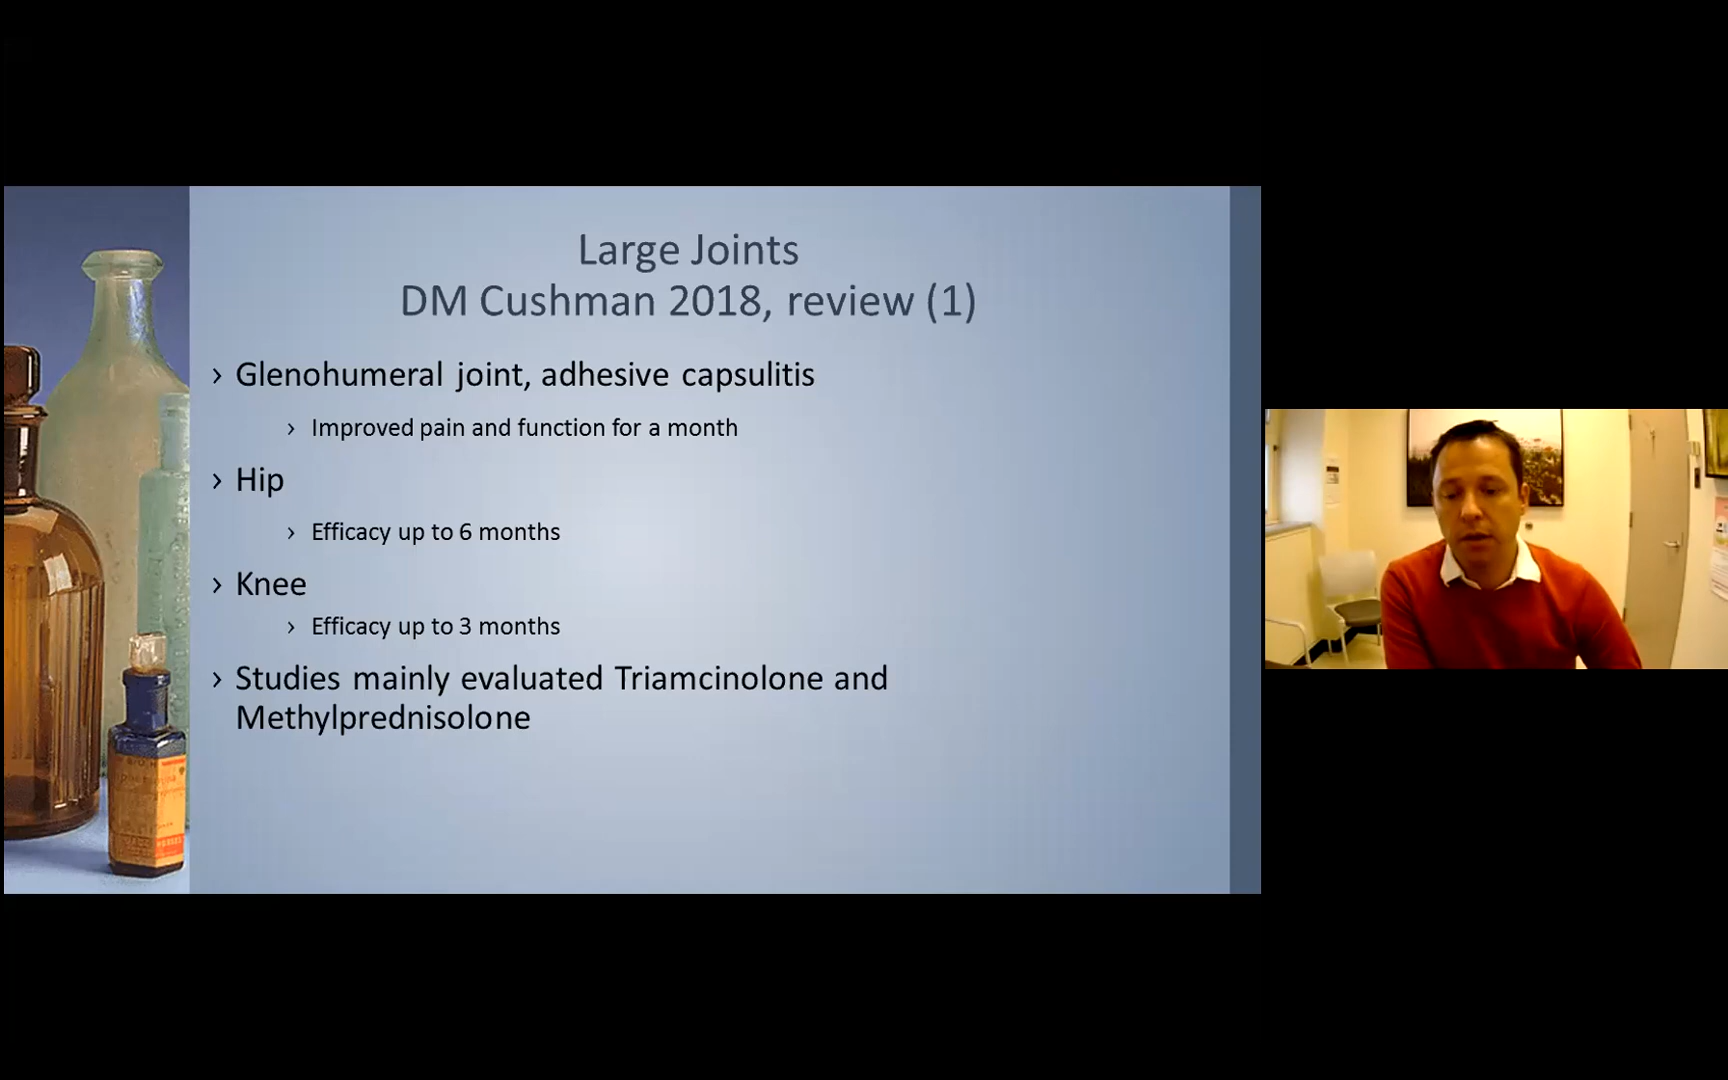 Large Joints
DM Cushman 2018, review (1)
› Glenohumeral joint, adhesive capsulitis
› Improved pain and function for a month
› Hip
› Efficacy up to 6 months
› Knee
› Efficacy up to 3 months
› Studies mainly evaluated Triamcinolone and
Methylprednisolone